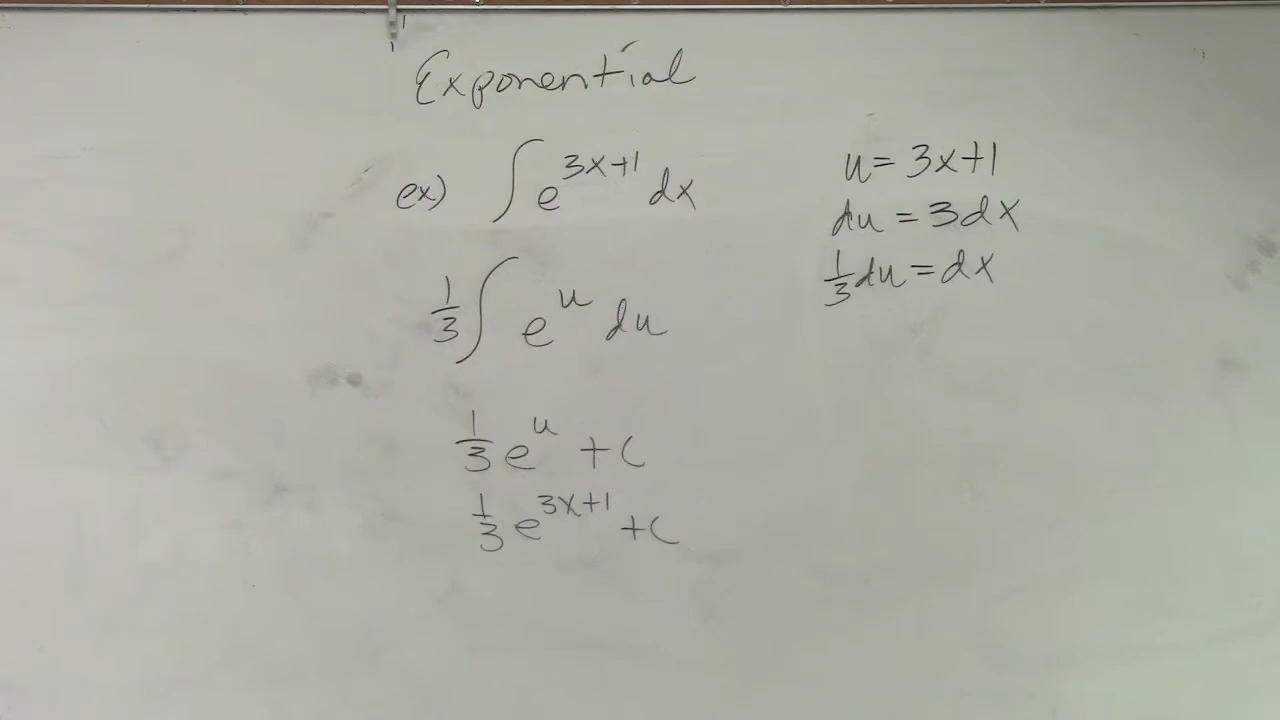 Exponential
ex) ∫ e^{3x+1} dx
1/3 ∫ e^u du
1/3 e^u + C
1/3 e^{3x+1} + C
u = 3x+1
du = 3dx
1/3 du = dx